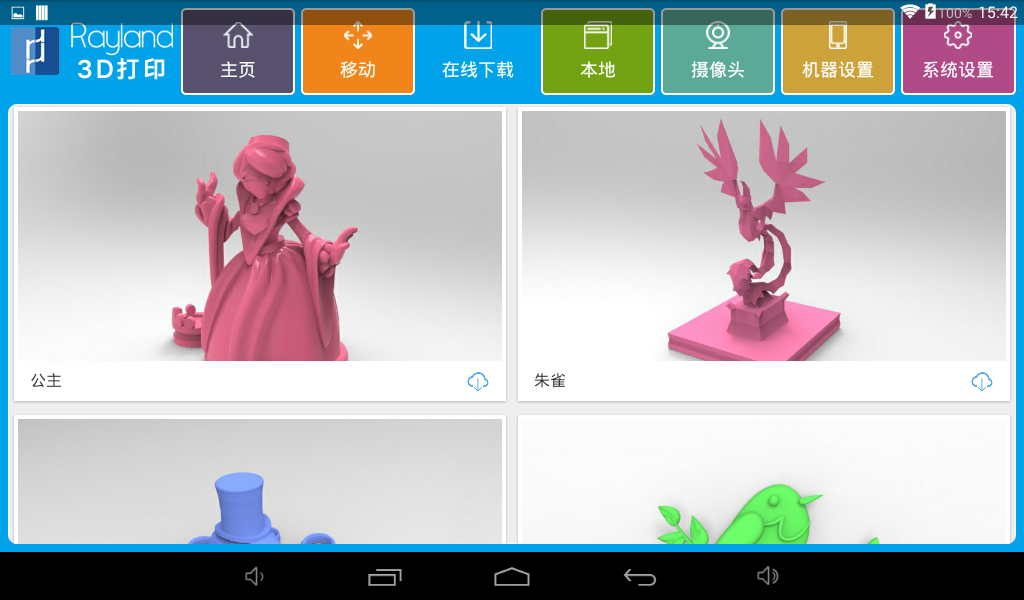 100% 15:42
Rayland
3D打印
主页
移动
在线下载
本地
摄像头
机器设置
系统设置
公主
朱雀